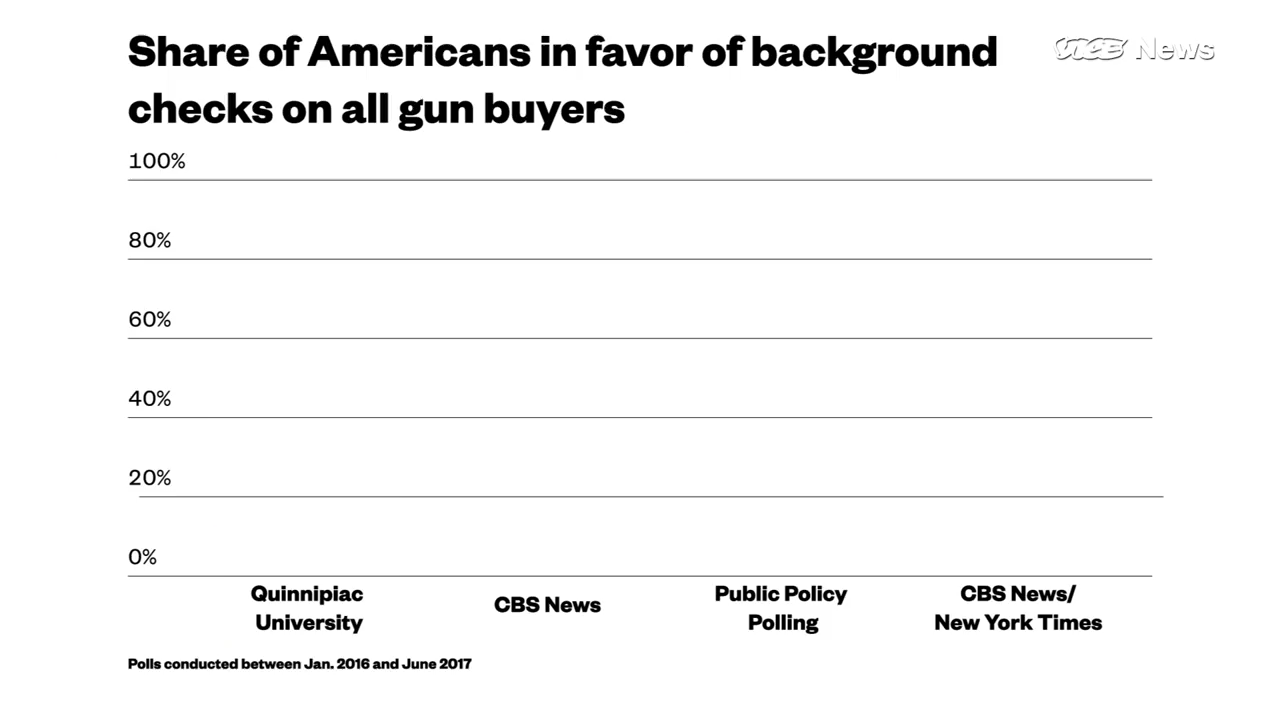 Share of Americans in favor of background
checks on all gun buyers
VICE News
100%
80%
60%
40%
20%
0%
Quinnipiac
University
CBS News
Public Policy
Polling
CBS News/
New York Times
Polls conducted between Jan. 2016 and June 2017